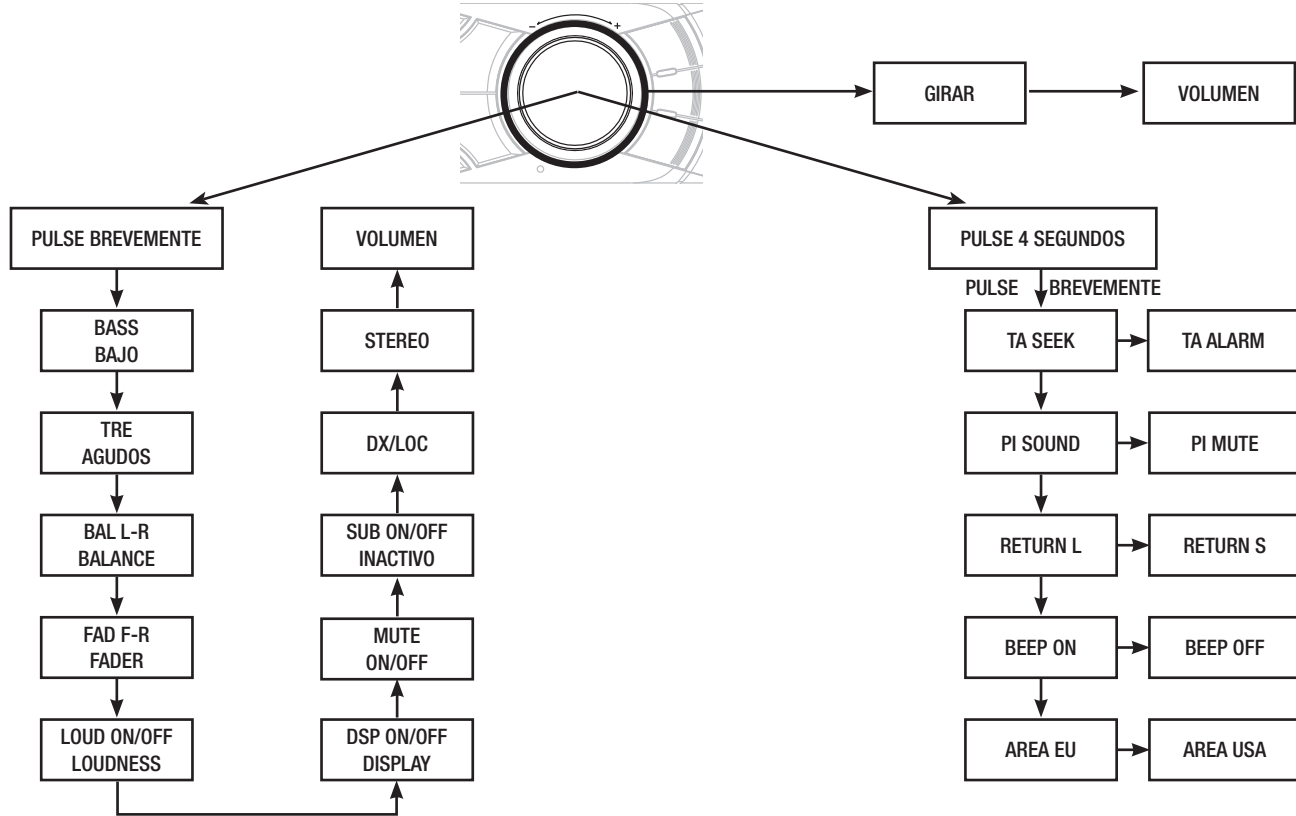 - +
GIRAR
VOLUMEN
PULSE BREVEMENTE
BASS
BAJO
TRE
AGUDOS
BAL L-R
BALANCE
FAD F-R
FADER
LOUD ON/OFF
LOUDNESS
DSP ON/OFF
DISPLAY
MUTE
ON/OFF
SUB ON/OFF
INACTIVO
DX/LOC
STEREO
VOLUMEN
PULSE 4 SEGUNDOS
PULSE BREVEMENTE
TA SEEK
TA ALARM
PI SOUND
PI MUTE
RETURN L
RETURN S
BEEP ON
BEEP OFF
AREA EU
AREA USA